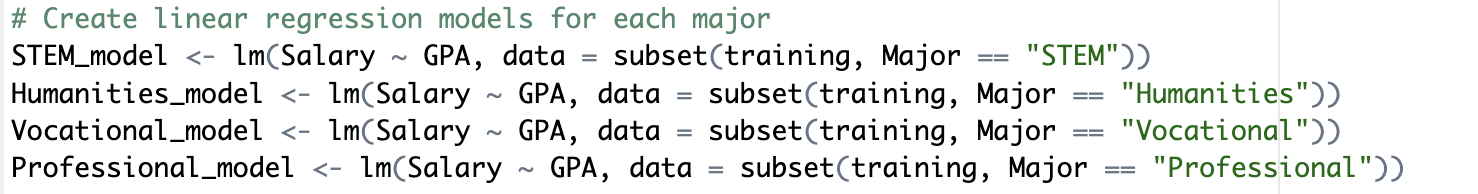 # Create linear regression models for each major
STEM_model <- lm(Salary ~ GPA, data = subset(training, Major == "STEM"))
Humanities_model <- lm(Salary ~ GPA, data = subset(training, Major == "Humanities"))
Vocational_model <- lm(Salary ~ GPA, data = subset(training, Major == "Vocational"))
Professional_model <- lm(Salary ~ GPA, data = subset(training, Major == "Professional"))